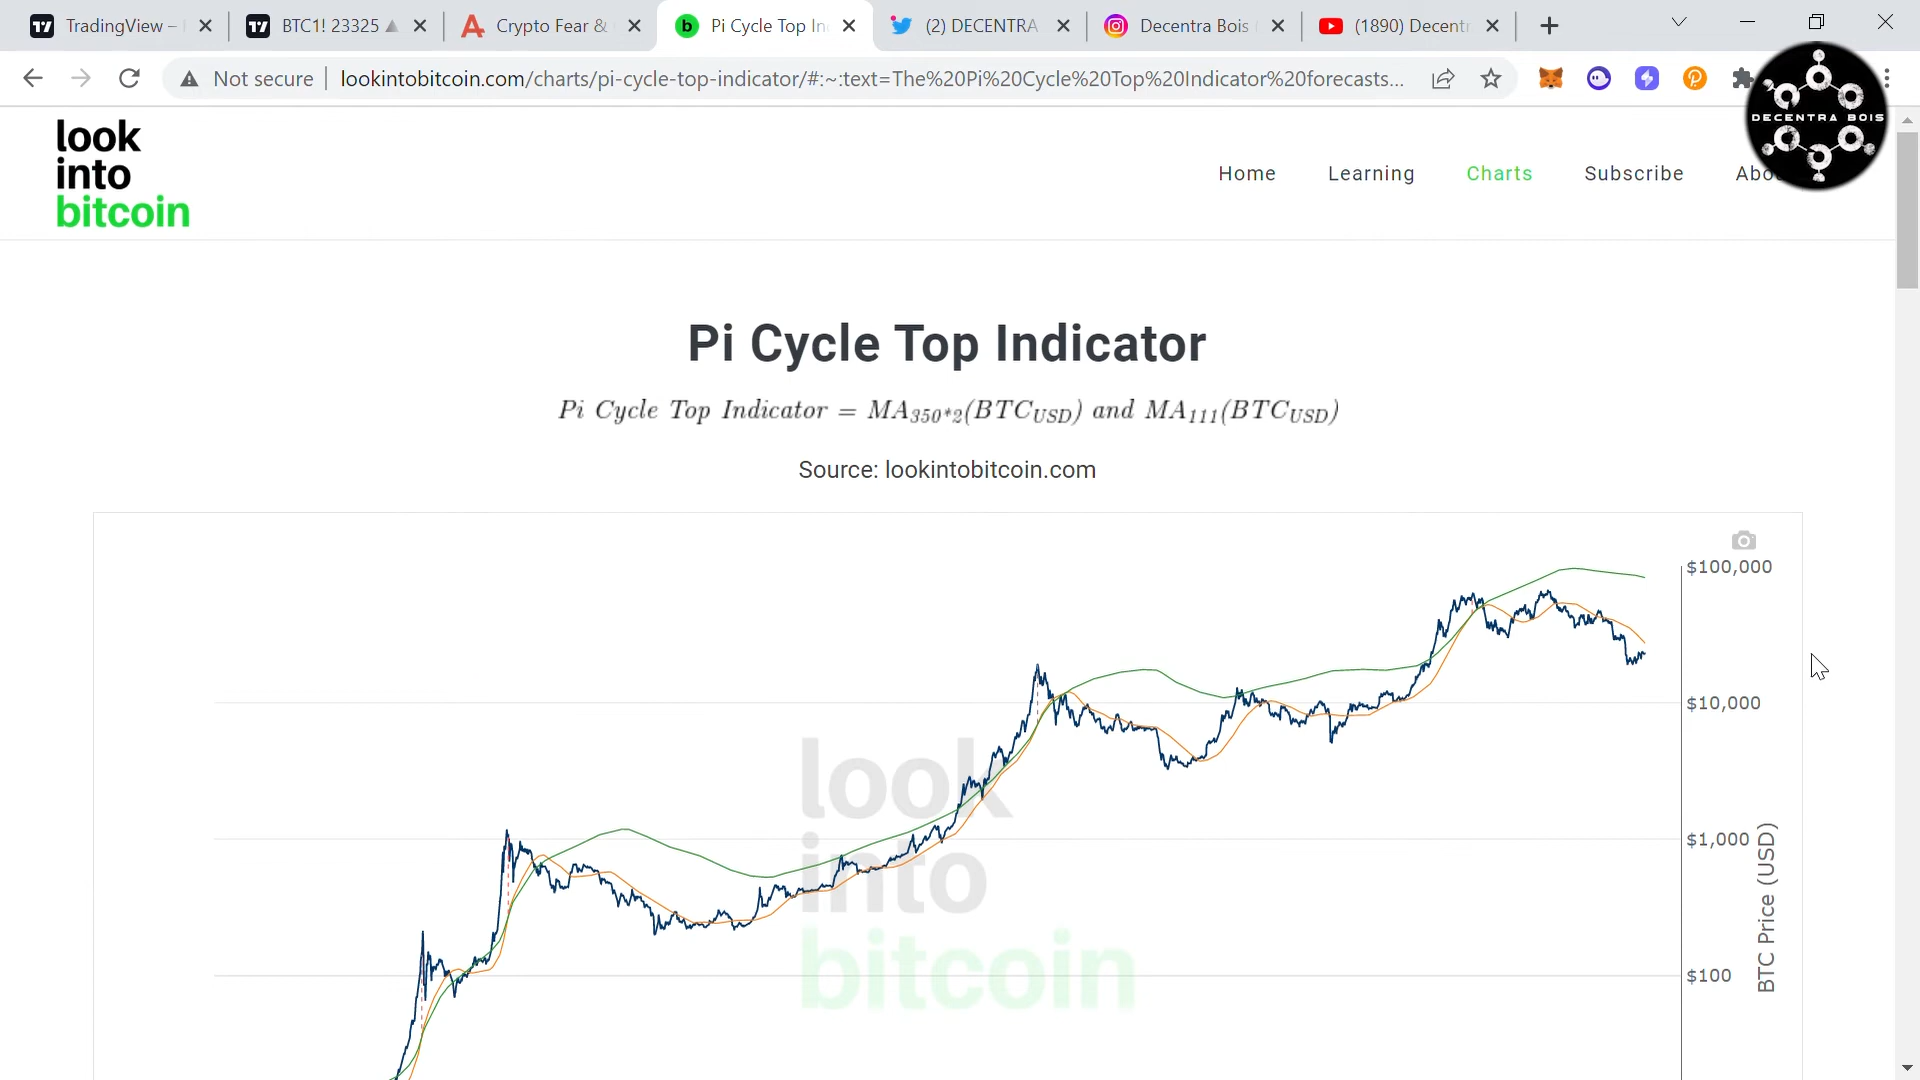 TradingView –
BTC1! 23325
Crypto Fear &
Pi Cycle Top In
(2) DECENTRA
Decentra Bois
(1890) Decent
Not secure
lookintobitcoin.com/charts/pi-cycle-top-indicator/#:~:text=The%20Pi%20Cycle%20Top%20Indicator%20forecasts...
DECENTRA BOIS
look
into
bitcoin
Home
Learning
Charts
Subscribe
Abo
Pi Cycle Top Indicator
Pi Cycle Top Indicator = MA350*2(BTCUSD) and MA111(BTCUSD)
Source: lookintobitcoin.com
$100,000
$10,000
$1,000
$100
BTC Price (USD)
look
into
bitcoin